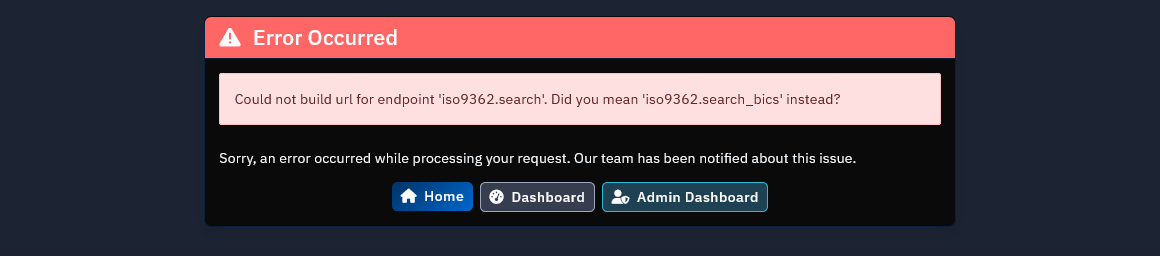 Error Occurred
Could not build url for endpoint 'iso9362.search'. Did you mean 'iso9362.search_bics' instead?
Sorry, an error occurred while processing your request. Our team has been notified about this issue.
Home Dashboard Admin Dashboard